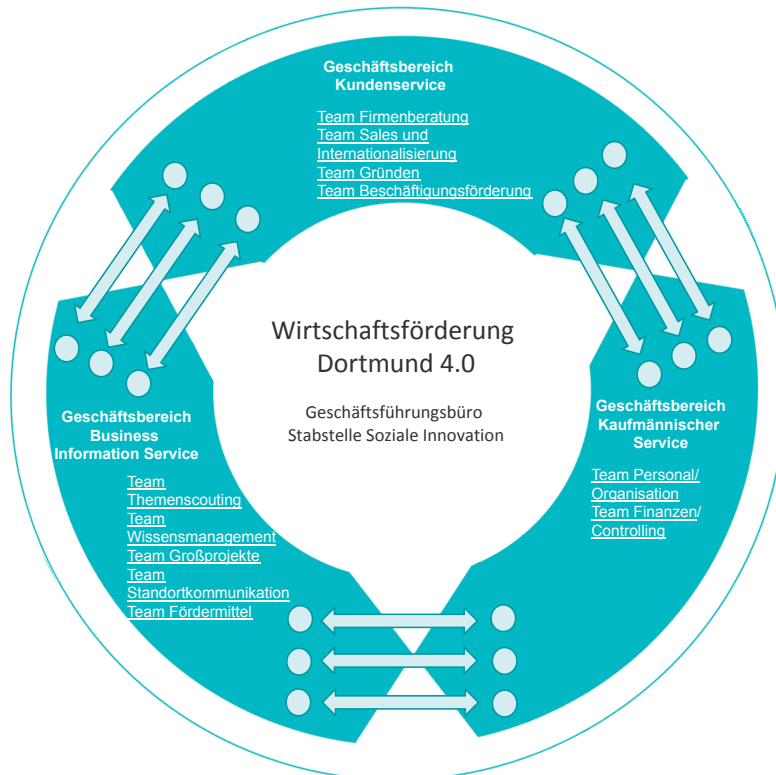 Geschäftsbereich
Kundenservice
Team Firmenberatung
Team Sales und
Internationalisierung
Team Gründen
Team Beschäftigungsförderung
Wirtschaftsförderung
Dortmund 4.0
Geschäftsführungsbüro
Stabstelle Soziale Innovation
Geschäftsbereich
Business
Information Service
Team
Themenscouting
Team
Wissensmanagement
Team Großprojekte
Team
Standortkommunikation
Team Fördermittel
Geschäftsbereich
Kaufmännischer
Service
Team Personal/
Organisation
Team Finanzen/
Controlling